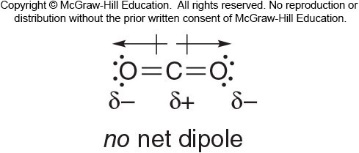 Copyright © McGraw-Hill Education. All rights reserved. No reproduction or
distribution without the prior written consent of McGraw-Hill Education.
O=C=O
δ− δ+ δ−
no net dipole